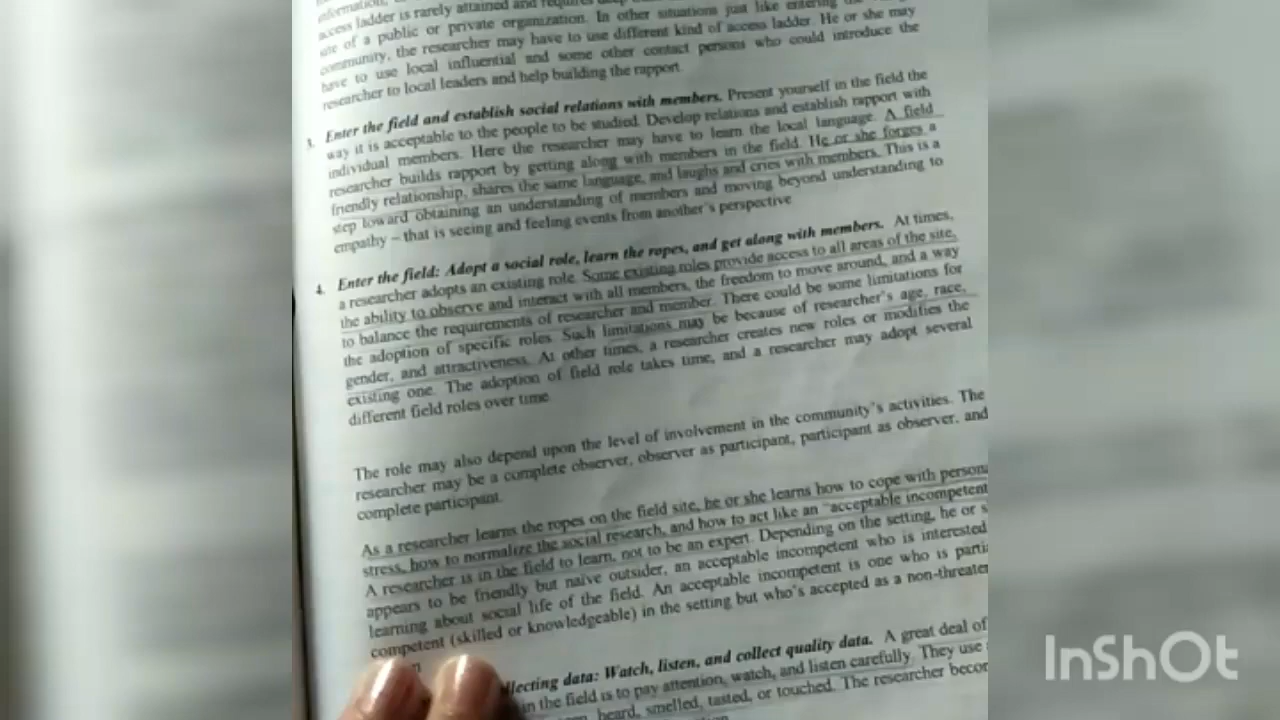 information,
access ladder is rarely attained and requires deep
site of a public or private organization. In other situations just like entering the
community, the researcher may have to use different kind of access ladder. He or she may
have to use local influential and some other contact persons who could introduce the
researcher to local leaders and help building the rapport.
3. Enter the field and establish social relations with members. Present yourself in the field the
way it is acceptable to the people to be studied. Develop relations and establish rapport with
individual members. Here the researcher may have to learn the local language. A field
researcher builds rapport by getting along with members in the field. He or she forges a
friendly relationship, shares the same language, and laughs and cries with members. This is a
step toward obtaining an understanding of members and moving beyond understanding to
empathy – that is seeing and feeling events from another's perspective
4. Enter the field: Adopt a social role, learn the ropes, and get along with members. At times,
a researcher adopts an existing role. Some existing roles provide access to all areas of the site,
the ability to observe and interact with all members, the freedom to move around, and a way
to balance the requirements of researcher and member. There could be some limitations for
the adoption of specific roles. Such limitations may be because of researcher's age, race,
gender, and attractiveness. At other times, a researcher creates new roles or modifies the
existing one. The adoption of field role takes time, and a researcher may adopt several
different field roles over time
The role may also depend upon the level of involvement in the community's activities. The
researcher may be a complete observer, observer as participant, participant as observer, and
complete participant.
As a researcher learns the ropes on the field site, he or she learns how to cope with persona
stress, how to normalize the social research, and how to act like an "acceptable incompetent
A researcher is in the field to learn, not to be an expert. Depending on the setting, he or s
appears to be friendly but naïve outsider, an acceptable incompetent who is interested
learning about social life of the field. An acceptable incompetent is one who is parti
competent (skilled or knowledgeable) in the setting but who's accepted as a non-threaten
llecting data: Watch, listen, and collect quality data. A great deal of
in the field is to pay attention, watch, and listen carefully. They use
heard, smelled, tasted, or touched. The researcher becom
InShOt